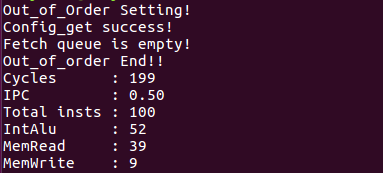 Out_of_Order Setting!
Config_get success!
Fetch queue is empty!
Out_of_order End!!
Cycles : 199
IPC : 0.50
Total insts : 100
IntAlu : 52
MemRead : 39
MemWrite : 9